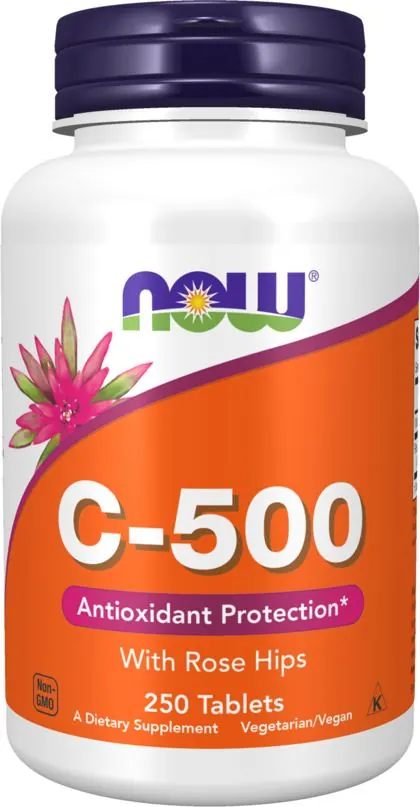 NOW®
C-500
Antioxidant Protection*
With Rose Hips
250 Tablets
Non-
GMO
A Dietary Supplement Vegetarian/Vegan
K